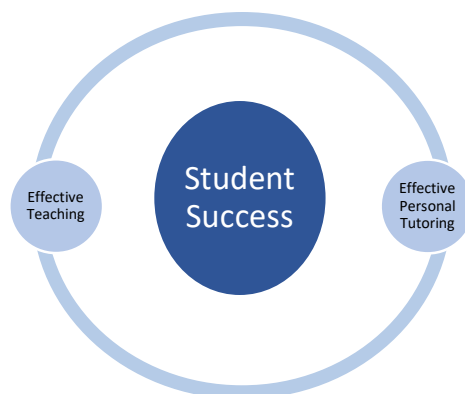 Effective
Teaching
Student
Success
Effective
Personal
Tutoring